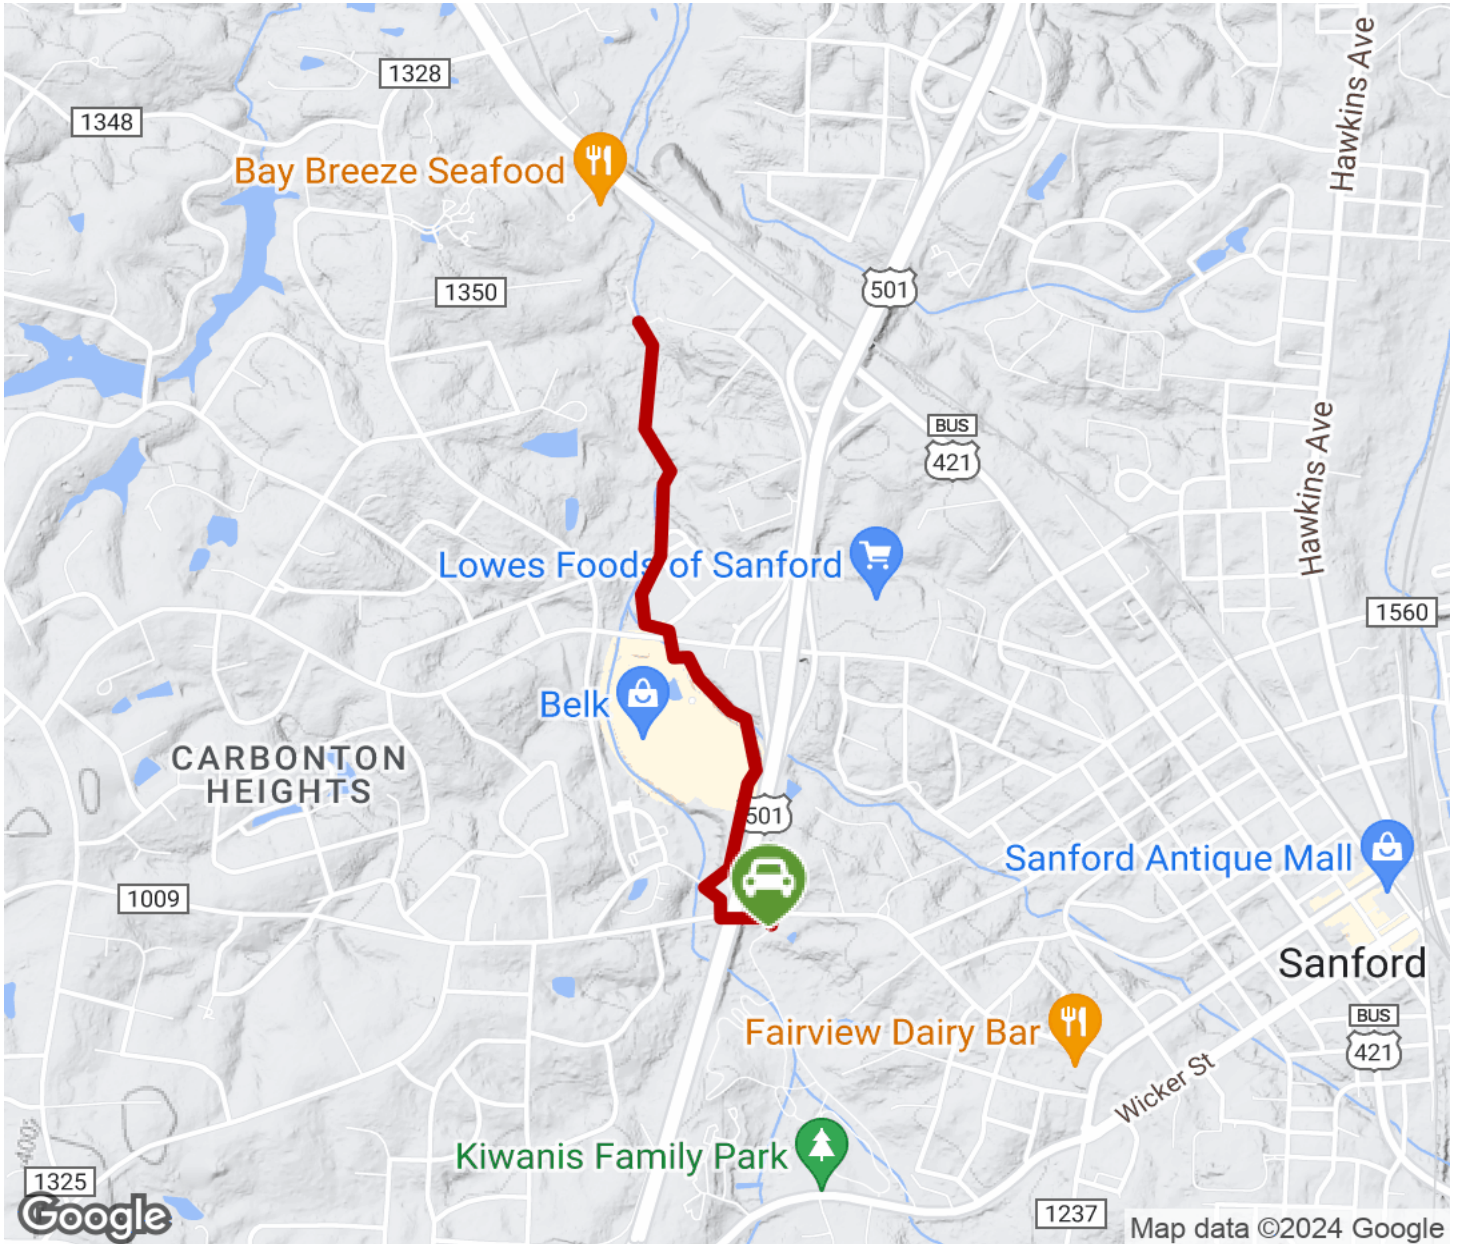 1328
1348
Hawkins Ave
Bay Breeze Seafood
1350
501
BUS
421
Hawkins Ave
Lowes Foods of Sanford
1560
Belk
CARBONTON
HEIGHTS
501
Sanford Antique Mall
1009
Sanford
BUS
421
Fairview Dairy Bar
Wicker St
400
Kiwanis Family Park
1325
1237
Google
Map data ©2024 Google